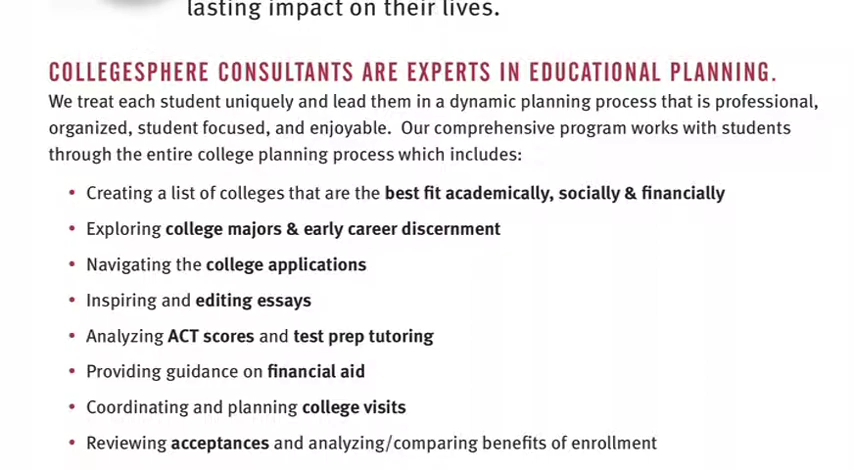 lasting impact on their lives.
COLLEGESPHERE CONSULTANTS ARE EXPERTS IN EDUCATIONAL PLANNING.
We treat each student uniquely and lead them in a dynamic planning process that is professional,
organized, student focused, and enjoyable.  Our comprehensive program works with students
through the entire college planning process which includes:
• Creating a list of colleges that are the best fit academically, socially & financially
• Exploring college majors & early career discernment
• Navigating the college applications
• Inspiring and editing essays
• Analyzing ACT scores and test prep tutoring
• Providing guidance on financial aid
• Coordinating and planning college visits
• Reviewing acceptances and analyzing/comparing benefits of enrollment